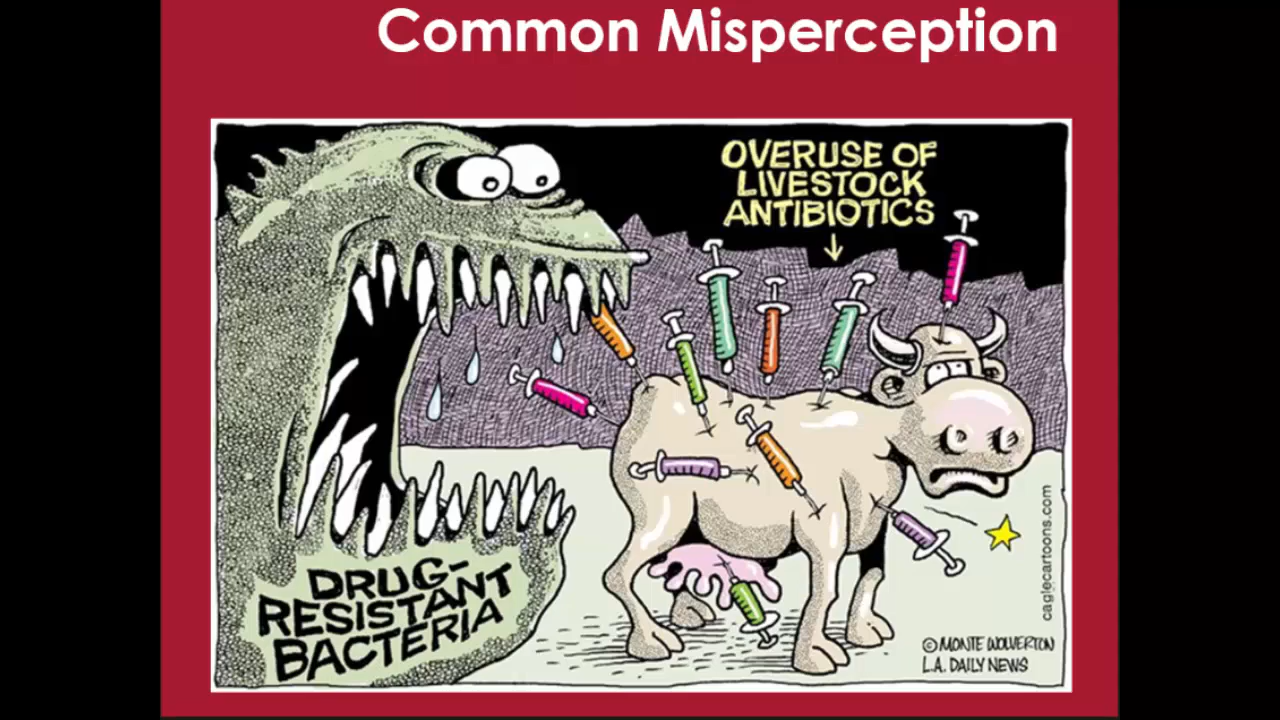 Common Misperception
OVERUSE OF
LIVESTOCK
ANTIBIOTICS
DRUG-
RESISTANT
BACTERIA
caglecartoons.com
©MONTE WOLVERTON
L.A. DAILY NEWS